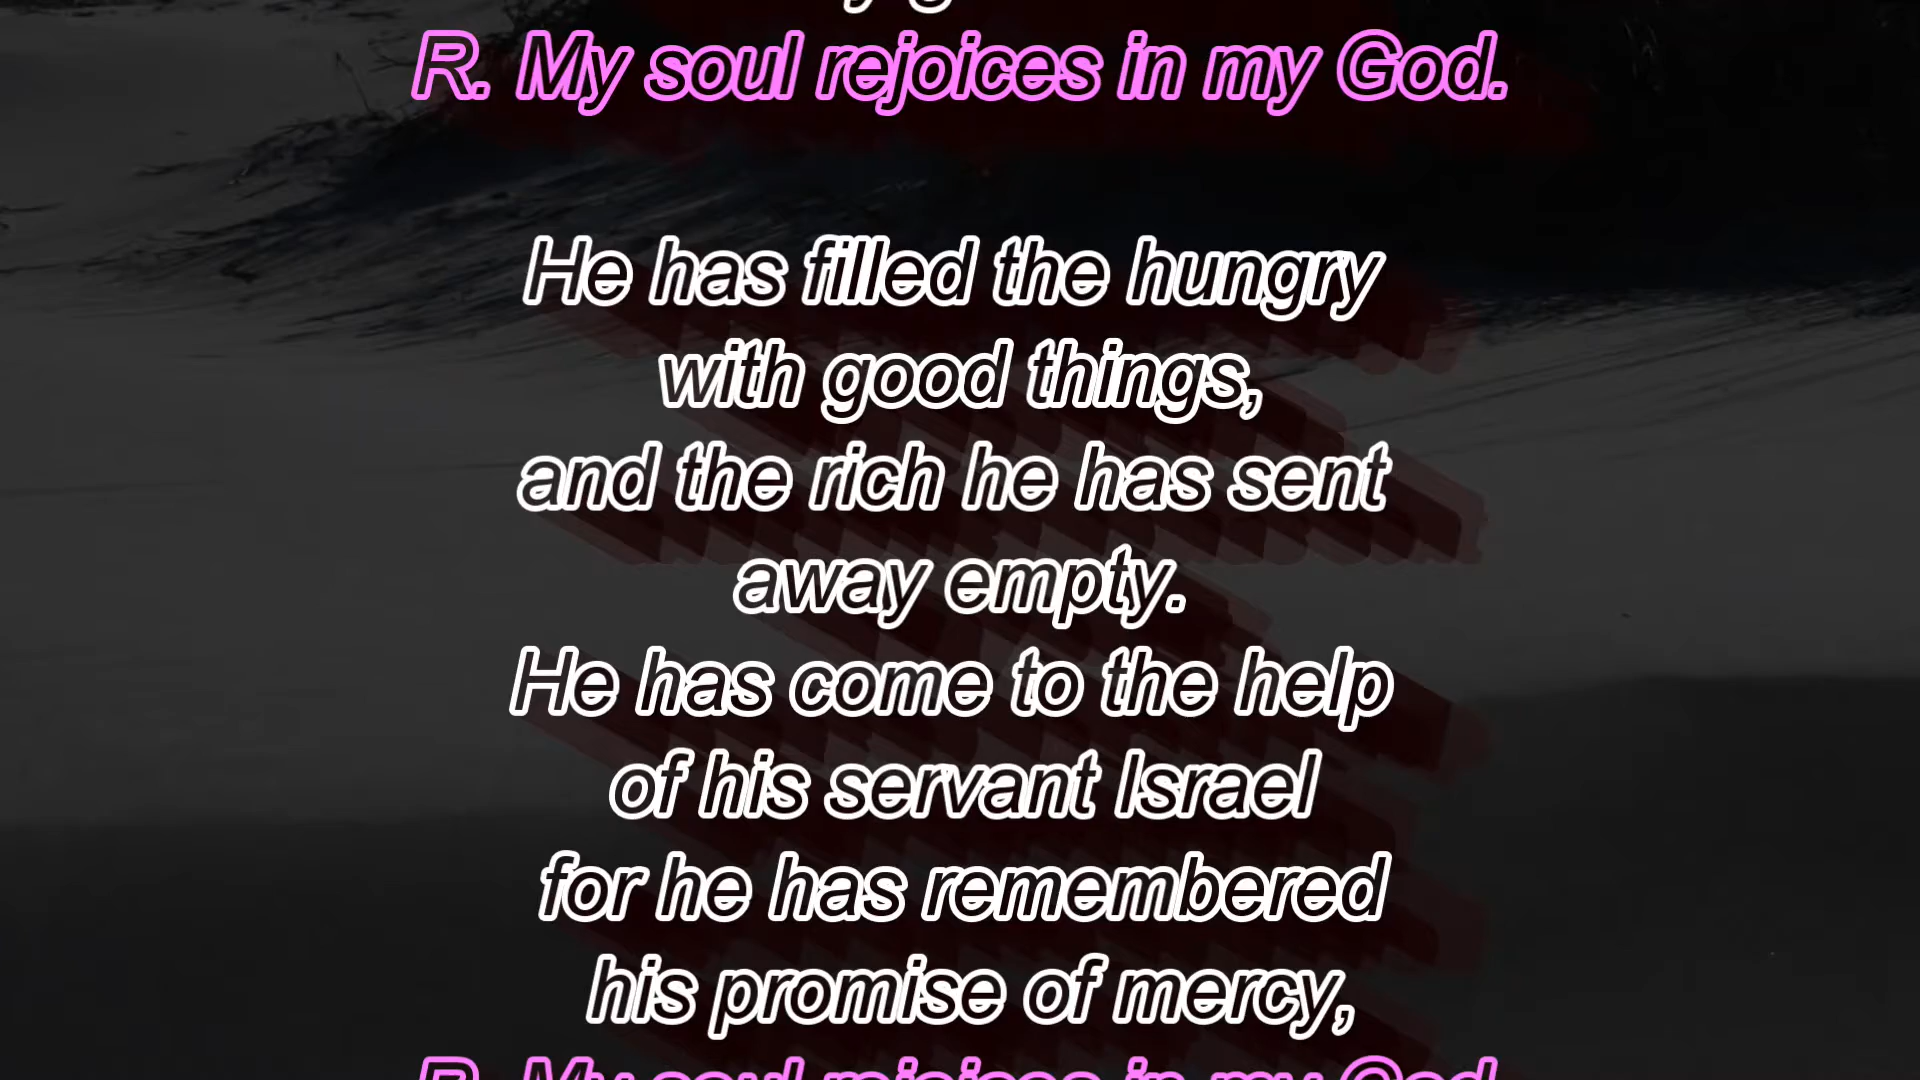 R. My soul rejoices in my God.
He has filled the hungry
with good things,
and the rich he has sent
away empty.
He has come to the help
of his servant Israel
for he has remembered
his promise of mercy,
R. My soul rejoices in my God.